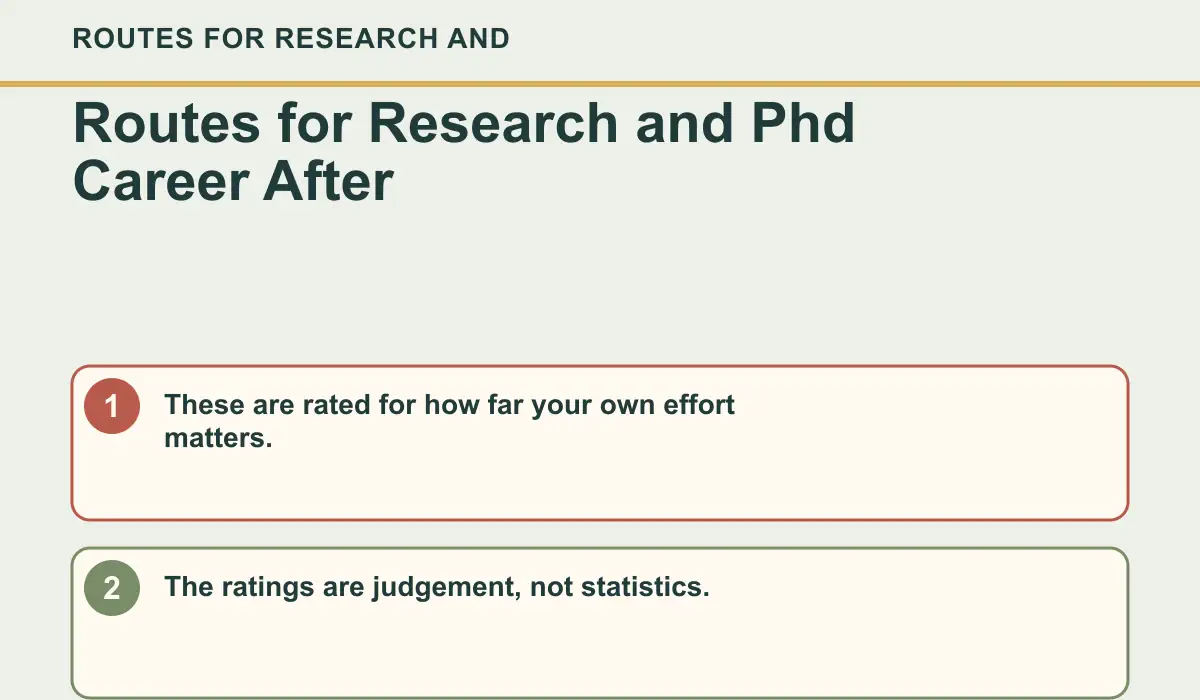 ROUTES FOR RESEARCH AND
Routes for Research and Phd
Career After
1
These are rated for how far your own effort
matters.
2
The ratings are judgement, not statistics.